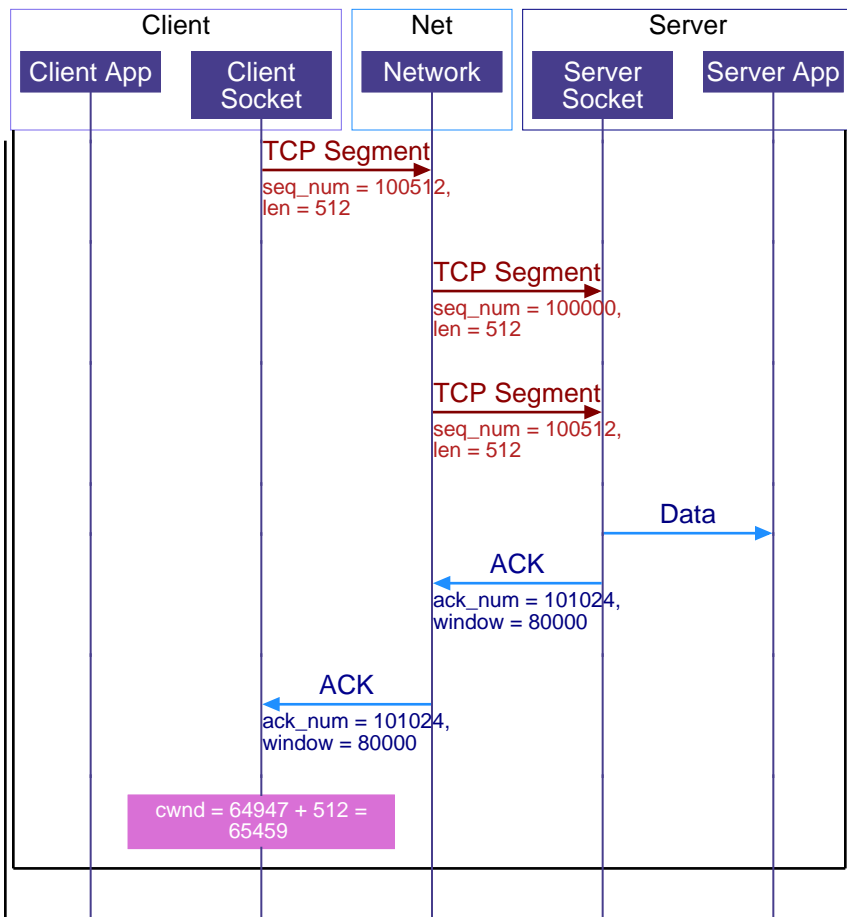 Client
Net
Server
Client App
Client
Socket
Network
Server
Socket
Server App
TCP Segment
seq_num = 100512,
len = 512
TCP Segment
seq_num = 100000,
len = 512
TCP Segment
seq_num = 100512,
len = 512
Data
ACK
ack_num = 101024,
window = 80000
ACK
ack_num = 101024,
window = 80000
cwnd = 64947 + 512 =
65459